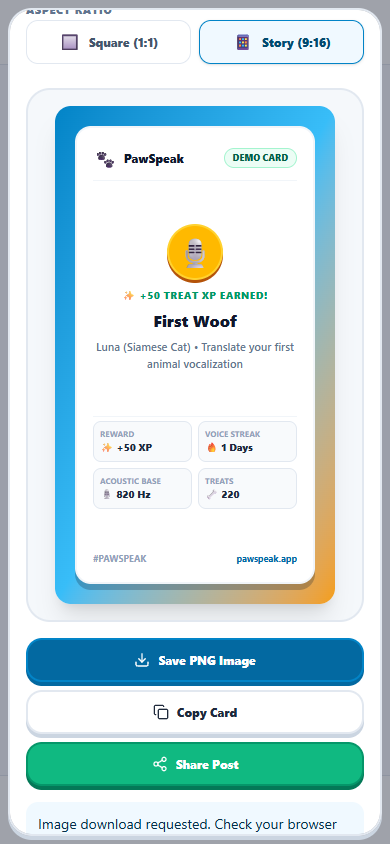 ASPECT RATIO
Square (1:1)
Story (9:16)
PawSpeak
DEMO CARD
+50 TREAT XP EARNED!
First Woof
Luna (Siamese Cat) • Translate your first
animal vocalization
REWARD
+50 XP
VOICE STREAK
1 Days
ACOUSTIC BASE
820 Hz
TREATS
220
#PAWSPEAK
pawspeak.app
Save PNG Image
Copy Card
Share Post
Image download requested. Check your browser